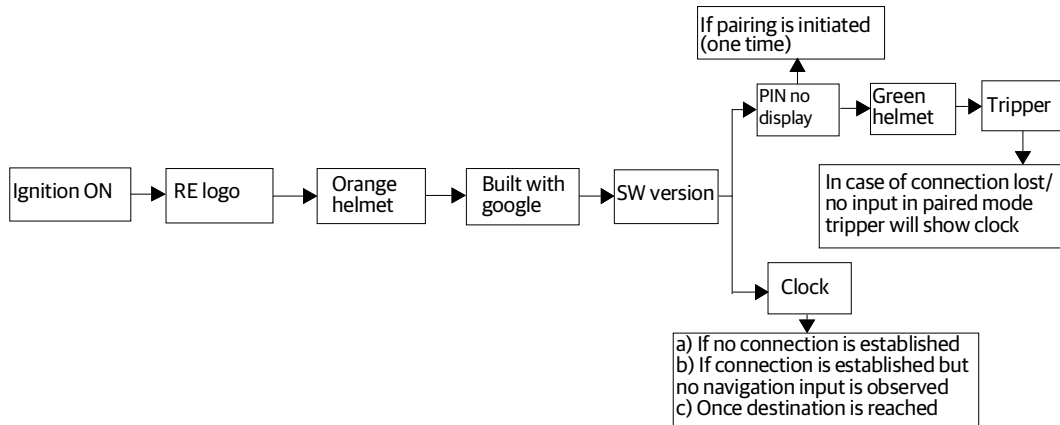 If pairing is initiated
(one time)
PIN no
display
Green
helmet
Tripper
Ignition ON
RE logo
Orange
helmet
Built with
google
SW version
In case of connection lost/
no input in paired mode
tripper will show clock
Clock
a) If no connection is established
b) If connection is established but
no navigation input is observed
c) Once destination is reached